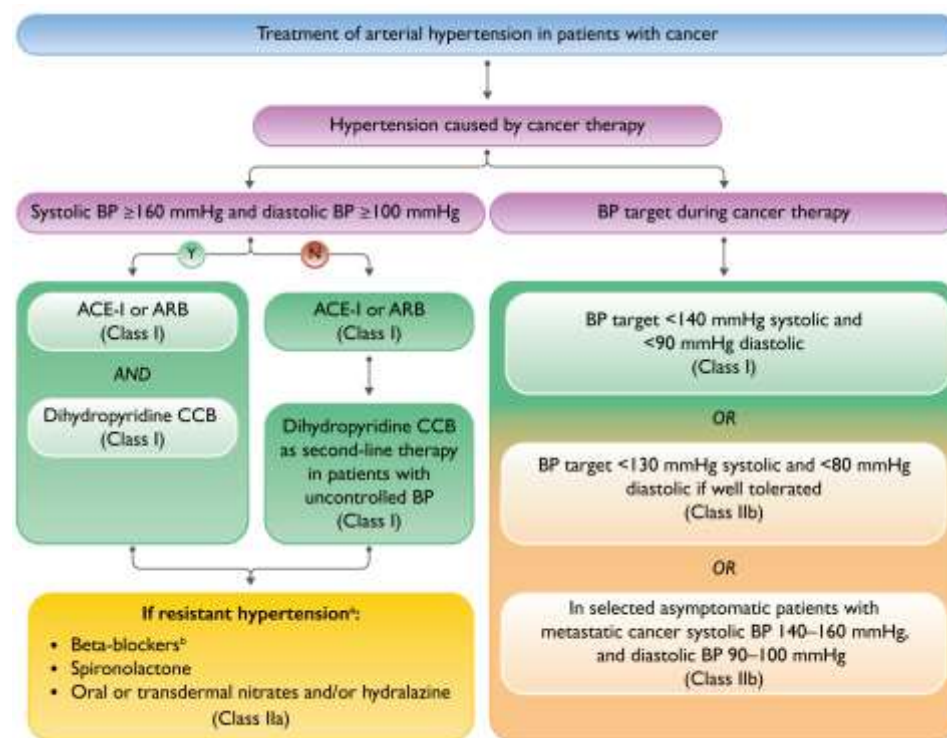 Treatment of arterial hypertension in patients with cancer
Hypertension caused by cancer therapy
Systolic BP ≥160 mmHg and diastolic BP ≥100 mmHg
Y
N
ACE-I or ARB
(Class I)
AND
Dihydropyridine CCB
(Class I)
ACE-I or ARB
(Class I)
Dihydropyridine CCB
as second-line therapy
in patients with
uncontrolled BP
(Class I)
If resistant hypertensionᵃ:
• Beta-blockersᵇ
• Spironolactone
• Oral or transdermal nitrates and/or hydralazine
(Class IIa)
BP target during cancer therapy
BP target <140 mmHg systolic and
<90 mmHg diastolic
(Class I)
OR
BP target <130 mmHg systolic and <80 mmHg
diastolic if well tolerated
(Class IIb)
OR
In selected asymptomatic patients with
metastatic cancer systolic BP 140–160 mmHg,
and diastolic BP 90–100 mmHg
(Class IIb)